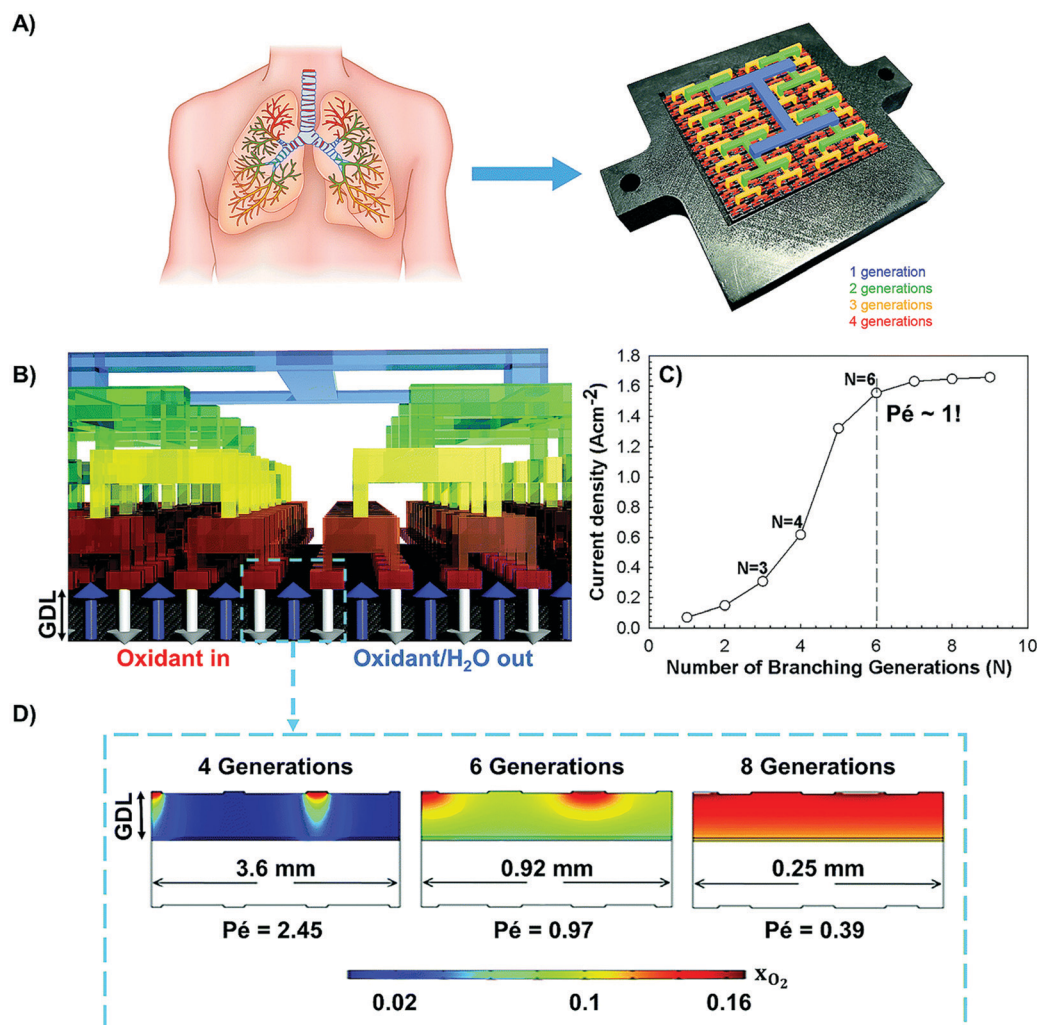 A)
1 generation
2 generations
3 generations
4 generations
B)
GDL
Oxidant in
Oxidant/H₂O out
C)
Current density (Acm⁻²)
1.8
1.6
1.4
1.2
1.0
0.8
0.6
0.4
0.2
0.0
N=3
N=4
N=6
Pé ~ 1!
0 2 4 6 8 10
Number of Branching Generations (N)
D)
4 Generations 6 Generations 8 Generations
GDL
3.6 mm 0.92 mm 0.25 mm
Pé = 2.45 Pé = 0.97 Pé = 0.39
x_O₂
0.02 0.1 0.16